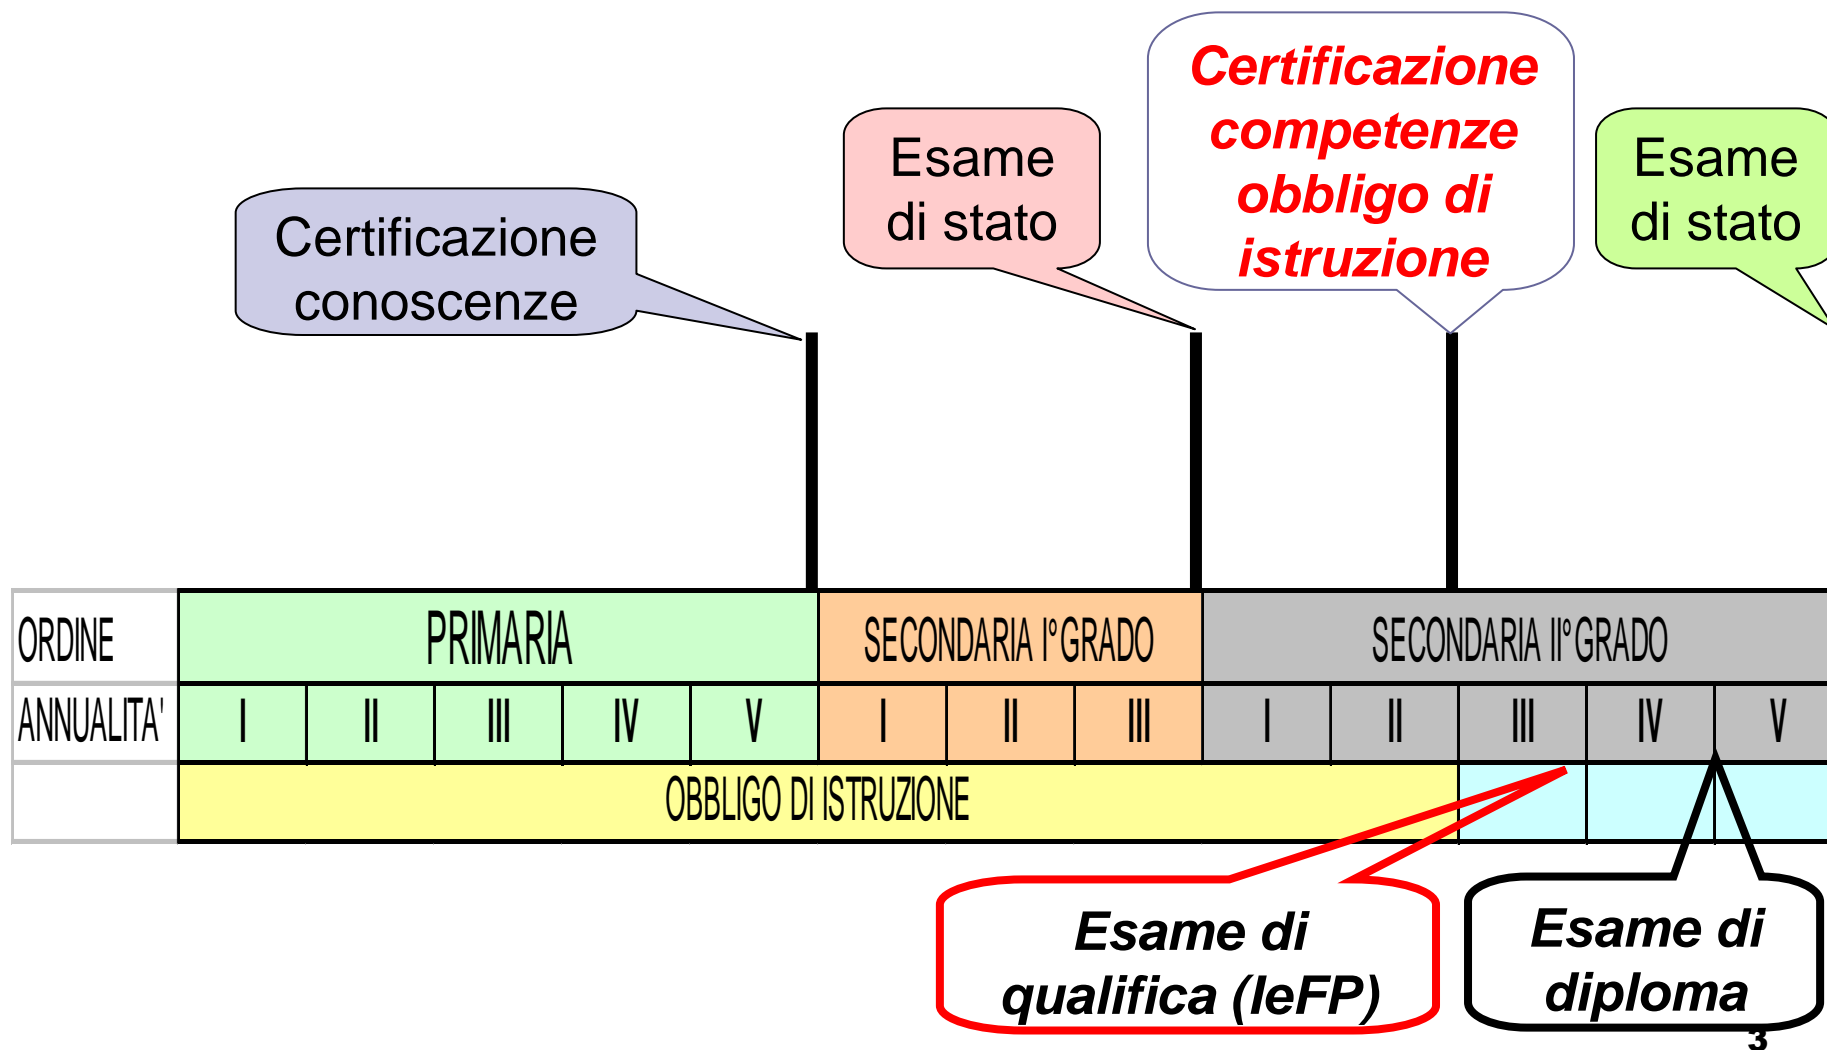 Certificazione
competenze
obbligo di
istruzione
Esame
di stato
Esame
di stato
Certificazione
conoscenze
ORDINE PRIMARIA SECONDARIA I°GRADO SECONDARIA II°GRADO
ANNUALITA' I II III IV V I II III I II III IV V
OBBLIGO DI ISTRUZIONE
Esame di
qualifica (IeFP)
Esame di
diploma
3